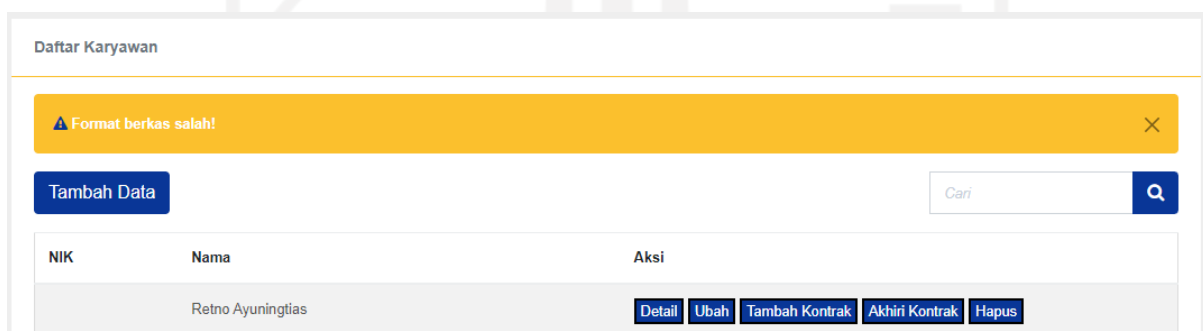 Daftar Karyawan
Format berkas salah!
Tambah Data
Cari
NIK Nama Aksi
Retno Ayuningtias Detail Ubah Tambah Kontrak Akhiri Kontrak Hapus